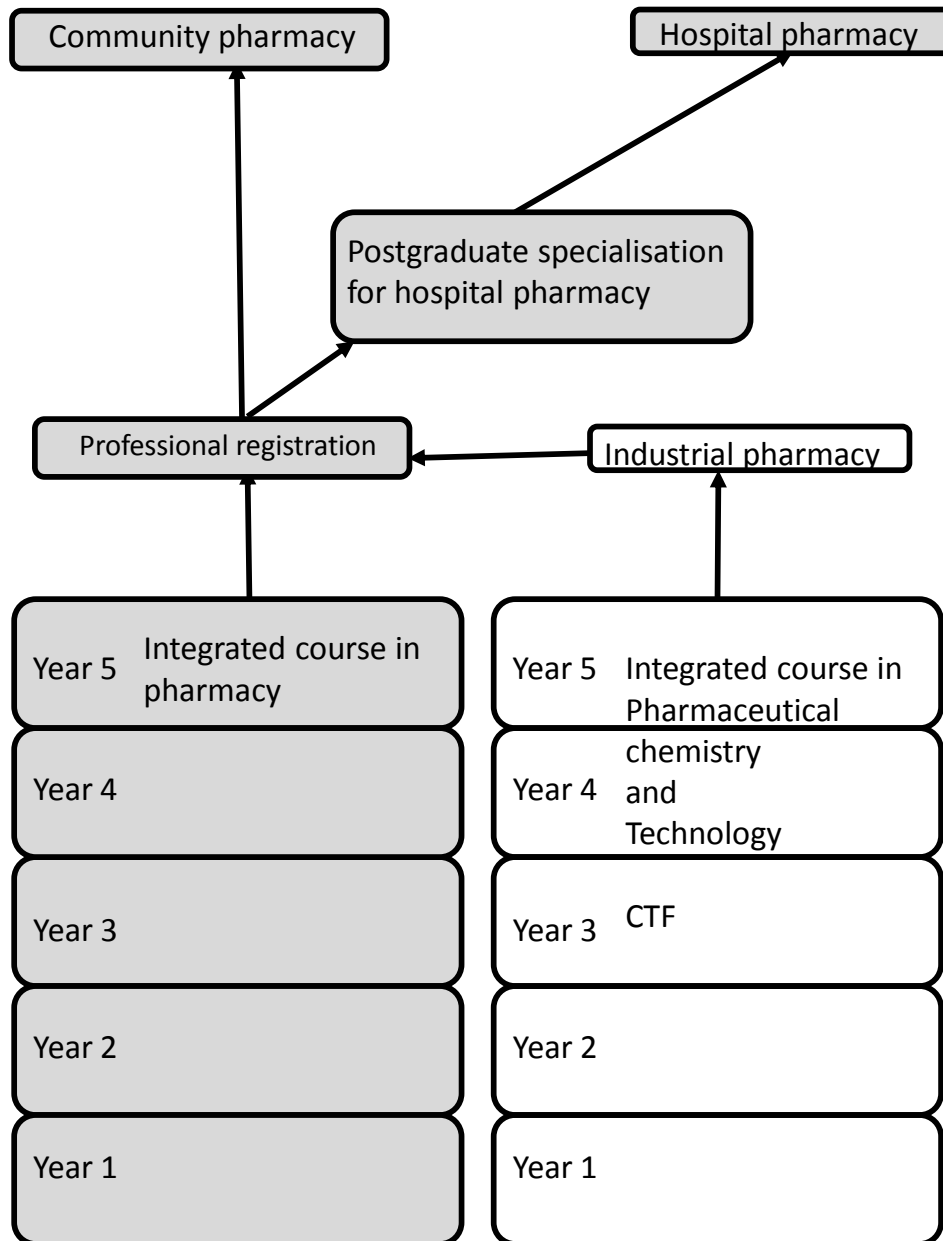 Community pharmacy
Hospital pharmacy
Postgraduate specialisation
for hospital pharmacy
Professional registration
Industrial pharmacy
Year 5
Integrated course in
pharmacy
Year 4
Year 3
Year 2
Year 1
Year 5
Integrated course in
Pharmaceutical
chemistry
Year 4
and
Technology
Year 3
CTF
Year 2
Year 1